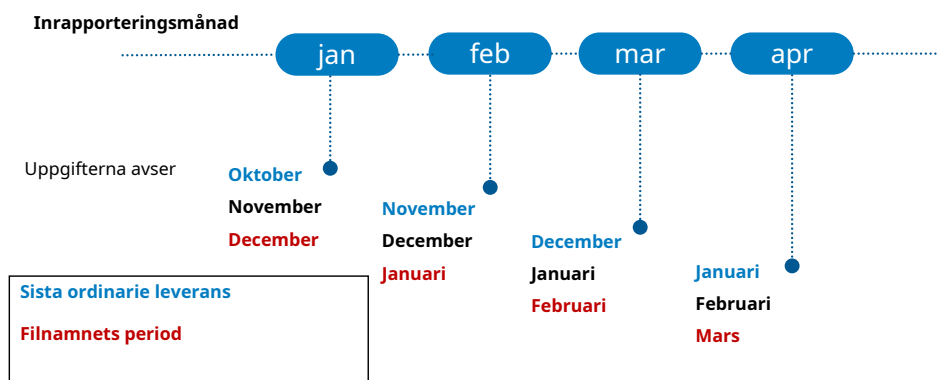 Inrapporteringsmånad
jan feb mar apr
Uppgifterna avser
Oktober
November
December
November
December
Januari
December
Januari
Februari
Januari
Februari
Mars
Sista ordinarie leverans
Filnamnets period